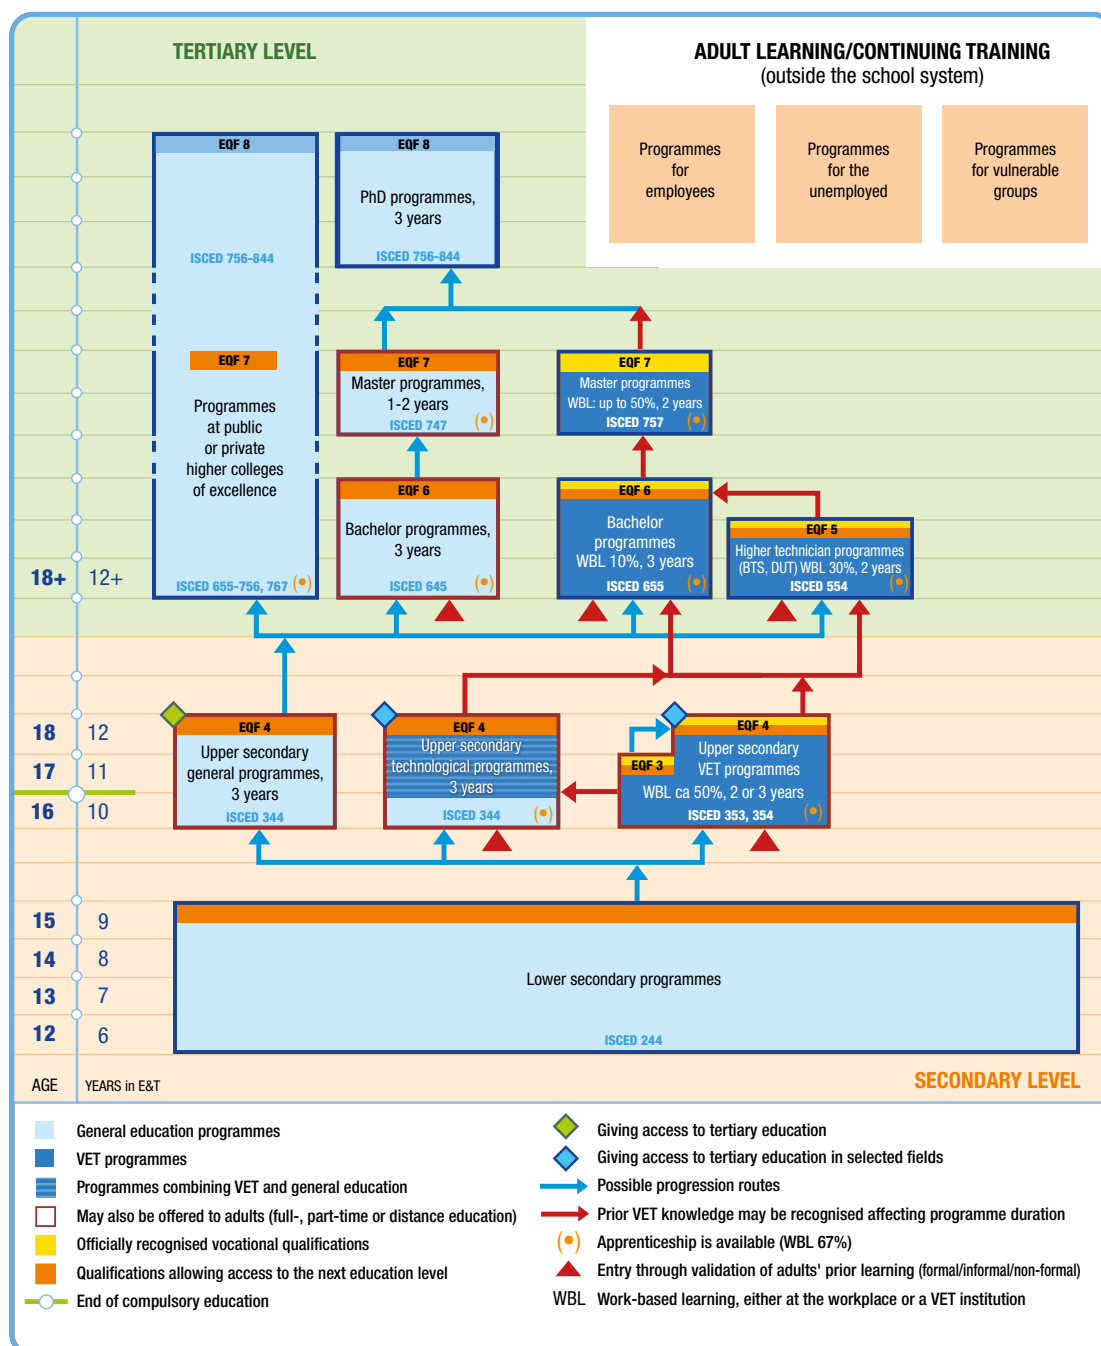 TERTIARY LEVEL
ADULT LEARNING/CONTINUING TRAINING
(outside the school system)
Programmes
for
employees
Programmes
for the
unemployed
Programmes
for vulnerable
groups
EQF 8
ISCED 756-844
EQF 7
Programmes
at public
or private
higher colleges
of excellence
ISCED 655-756, 767 (•)
EQF 8
PhD programmes,
3 years
ISCED 756-844
EQF 7
Master programmes,
1-2 years
ISCED 747 (•)
EQF 7
Master programmes
WBL: up to 50%, 2 years
ISCED 757 (•)
EQF 6
Bachelor programmes,
3 years
ISCED 645 (•)
EQF 6
Bachelor
programmes
WBL 10%, 3 years
ISCED 655 (•)
EQF 5
Higher technician programmes
(BTS, DUT) WBL 30%, 2 years
ISCED 554 (•)
18+ 12+
18 12
17 11
16 10
EQF 4
Upper secondary
general programmes,
3 years
ISCED 344
EQF 4
Upper secondary
technological programmes,
3 years
ISCED 344 (•)
EQF 3
EQF 4
Upper secondary
VET programmes
WBL ca 50%, 2 or 3 years
ISCED 353, 354 (•)
15 9
14 8
13 7
12 6
Lower secondary programmes
ISCED 244
AGE YEARS in E&T
SECONDARY LEVEL
General education programmes
VET programmes
Programmes combining VET and general education
May also be offered to adults (full-, part-time or distance education)
Officially recognised vocational qualifications
Qualifications allowing access to the next education level
End of compulsory education
Giving access to tertiary education
Giving access to tertiary education in selected fields
Possible progression routes
Prior VET knowledge may be recognised affecting programme duration
(•) Apprenticeship is available (WBL 67%)
Entry through validation of adults' prior learning (formal/informal/non-formal)
WBL Work-based learning, either at the workplace or a VET institution